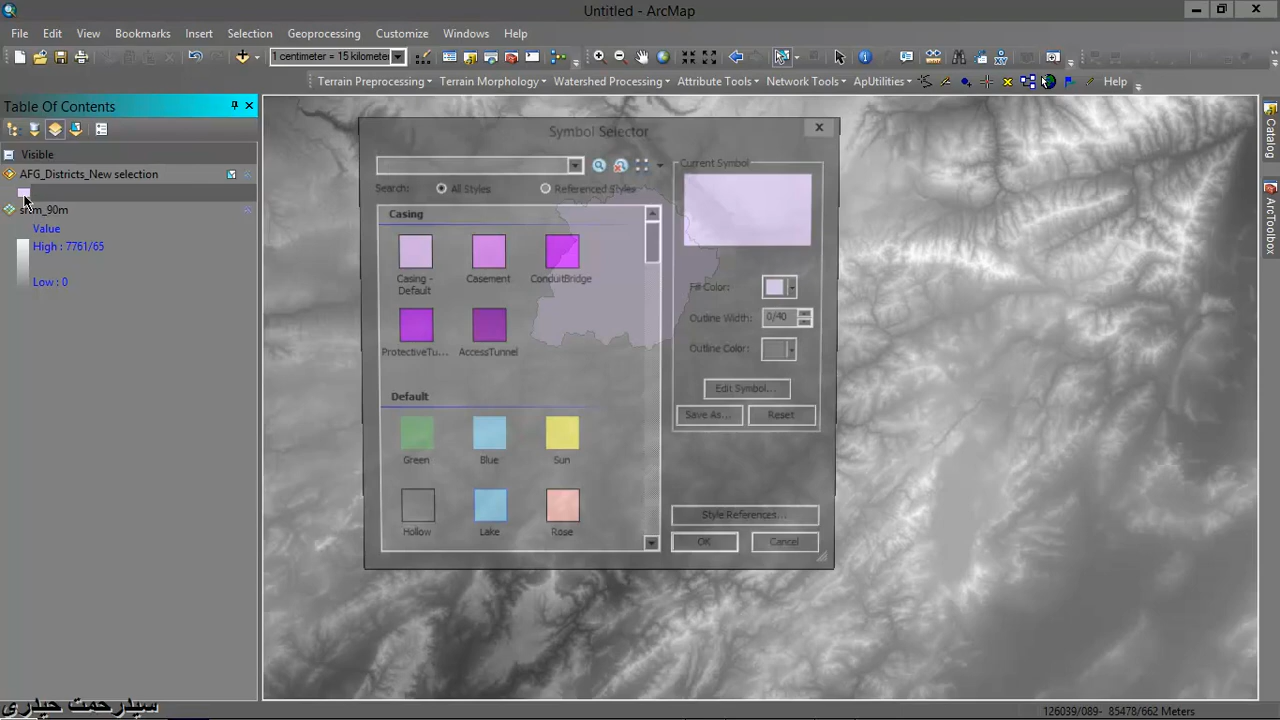 Untitled - ArcMap
File Edit View Bookmarks Insert Selection Geoprocessing Customize Windows Help
1 centimeter = 15 kilometer
Terrain Preprocessing Terrain Morphology Watershed Processing Attribute Tools Network Tools ApUtilities Help
Table Of Contents
Visible
AFG_Districts_New selection
srtm_90m
Value
High : 7761/65
Low : 0
Symbol Selector
Search: All Styles Referenced Styles
Casing
Casing - Default
Casement
ConduitBridge
ProtectiveTu...
AccessTunnel
Default
Green
Blue
Sun
Hollow
Lake
Rose
Current Symbol
Fill Color:
Outline Width: 0/40
Outline Color:
Edit Symbol...
Save As... Reset
Style References...
OK Cancel
Catalog
ArcToolbox
سیدرحمت حیدری
126039/089- 85478/662 Meters